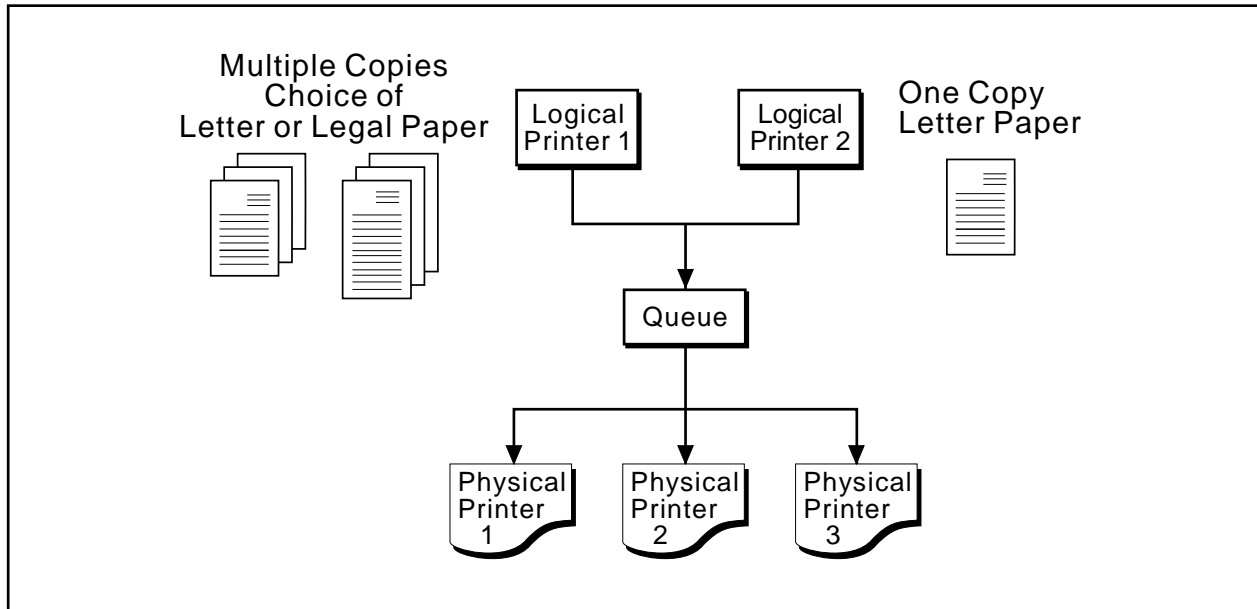 Multiple Copies
Choice of
Letter or Legal Paper
Logical
Printer 1
Logical
Printer 2
One Copy
Letter Paper
Queue
Physical
Printer
1
Physical
Printer
2
Physical
Printer
3